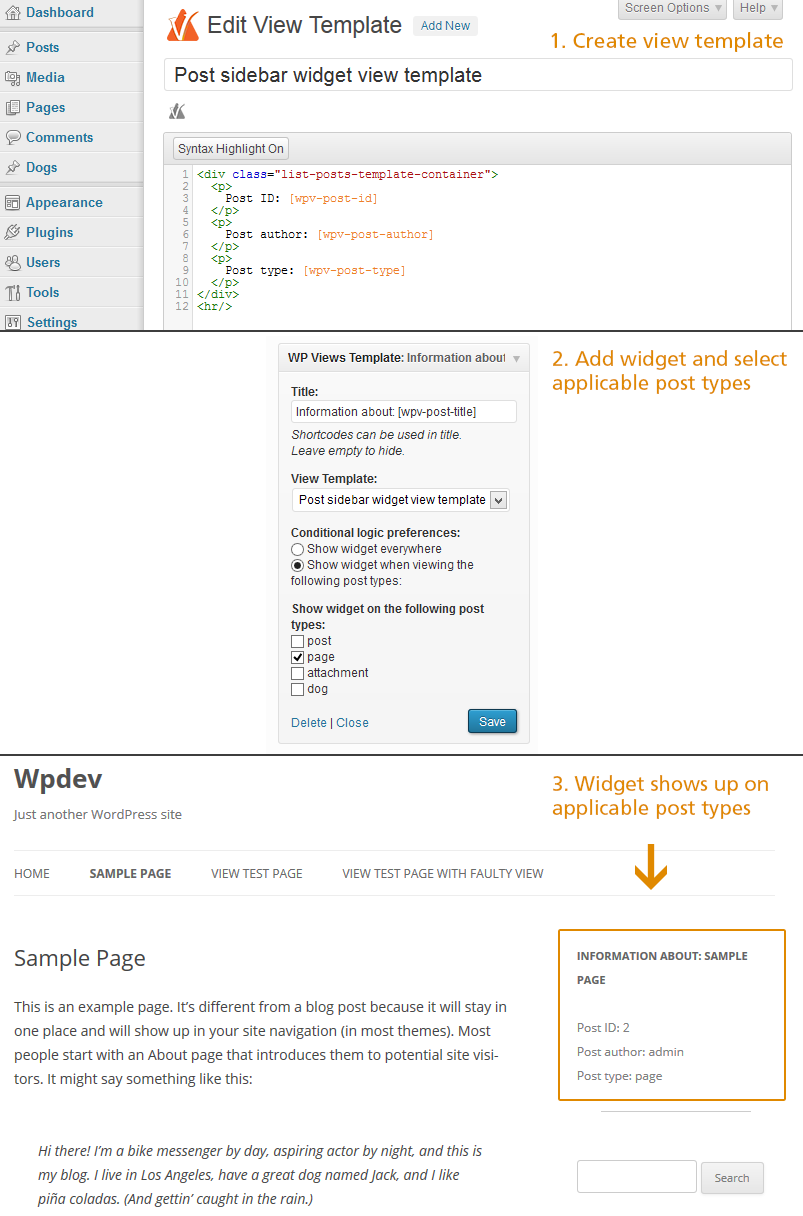 Dashboard
Posts
Media
Pages
Comments
Dogs
Appearance
Plugins
Users
Tools
Settings
Screen Options
Help
Edit View Template
Add New
1. Create view template
Post sidebar widget view template
Syntax Highlight On
1 <div class="list-posts-template-container">
2 <p>
3 Post ID: [wpv-post-id]
4 </p>
5 <p>
6 Post author: [wpv-post-author]
7 </p>
8 <p>
9 Post type: [wpv-post-type]
10 </p>
11 </div>
12 <hr/>
2. Add widget and select
applicable post types
WP Views Template: Information about
Title:
Information about: [wpv-post-title]
Shortcodes can be used in title.
Leave empty to hide.
View Template:
Post sidebar widget view template
Conditional logic preferences:
Show widget everywhere
Show widget when viewing the
following post types:
Show widget on the following post
types:
post
page
attachment
dog
Delete | Close
Save
Wpdev
Just another WordPress site
3. Widget shows up on
applicable post types
HOME
SAMPLE PAGE
VIEW TEST PAGE
VIEW TEST PAGE WITH FAULTY VIEW
Sample Page
This is an example page. It’s different from a blog post because it will stay in
one place and will show up in your site navigation (in most themes). Most
people start with an About page that introduces them to potential site visi-
tors. It might say something like this:
Hi there! I’m a bike messenger by day, aspiring actor by night, and this is
my blog. I live in Los Angeles, have a great dog named Jack, and I like
piña coladas. (And gettin’ caught in the rain.)
INFORMATION ABOUT: SAMPLE
PAGE
Post ID: 2
Post author: admin
Post type: page
Search